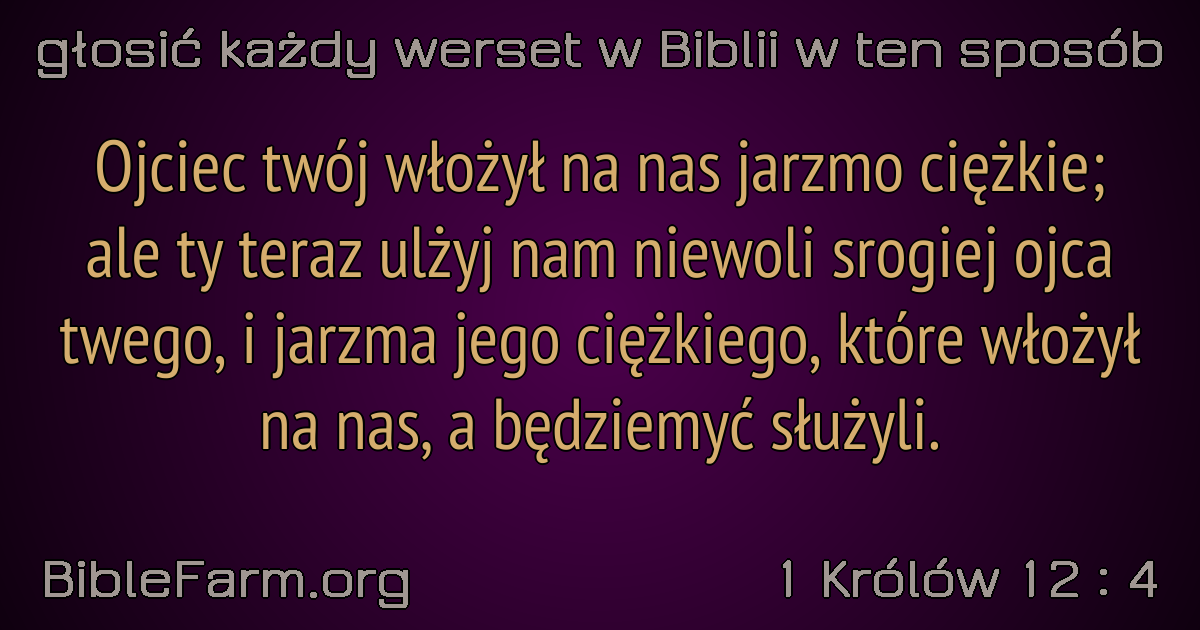 głosić każdy werset w Biblii w ten sposób
Ojciec twój włożył na nas jarzmo ciężkie;
ale ty teraz ulżyj nam niewoli srogiej ojca
twego, i jarzma jego ciężkiego, które włożył
na nas, a będziemyć służyli.
BibleFarm.org
1 Królów 12 : 4